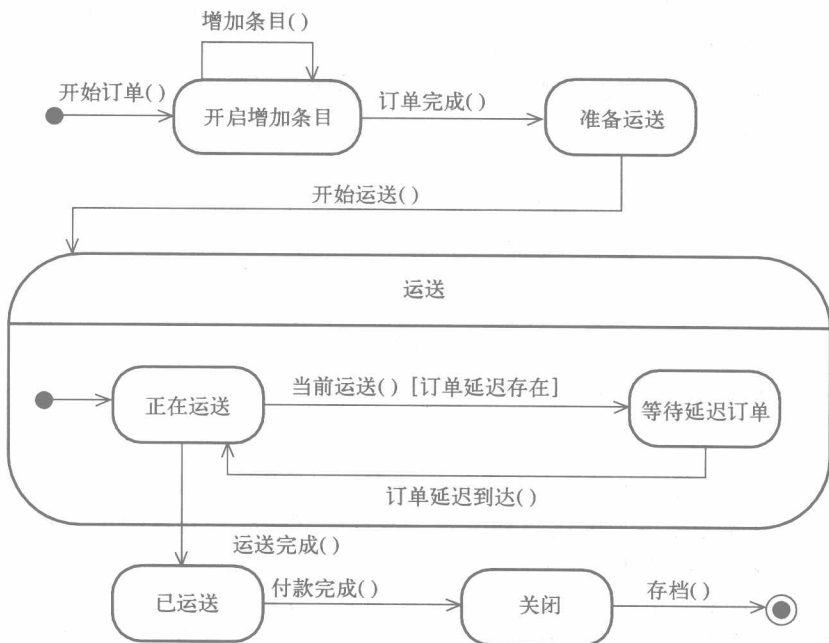 增加条目()
开始订单()
开启增加条目
订单完成()
准备运送
开始运送()
运送
正在运送
当前运送() [订单延迟存在]
等待延迟订单
订单延迟到达()
运送完成()
已运送
付款完成()
关闭
存档()